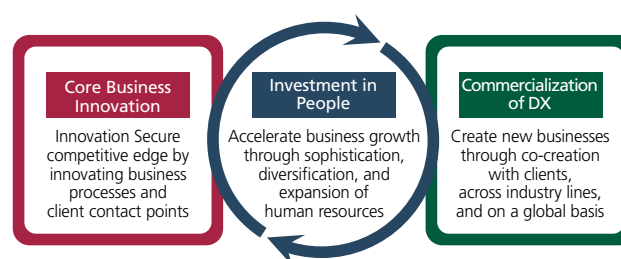 Core Business
Innovation
Innovation Secure
competitive edge by
innovating business
processes and
client contact points
Investment in
People
Accelerate business growth
through sophistication,
diversification, and
expansion of
human resources
Commercialization
of DX
Create new businesses
through co-creation
with clients,
across industry lines,
and on a global basis